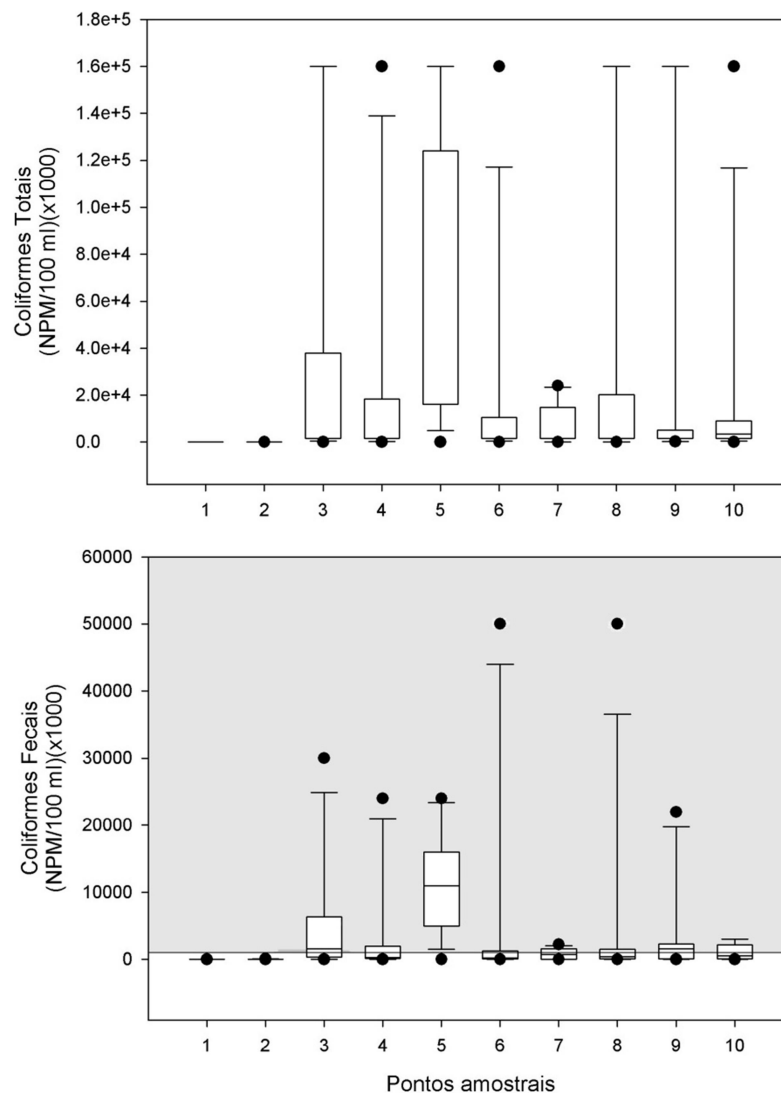 Coliformes Totais
(NPM/100 ml)(x1000)
1.8e+5
1.6e+5
1.4e+5
1.2e+5
1.0e+5
8.0e+4
6.0e+4
4.0e+4
2.0e+4
0.0
1 2 3 4 5 6 7 8 9 10
Coliformes Fecais
(NPM/100 ml)(x1000)
60000
50000
40000
30000
20000
10000
0
1 2 3 4 5 6 7 8 9 10
Pontos amostrais